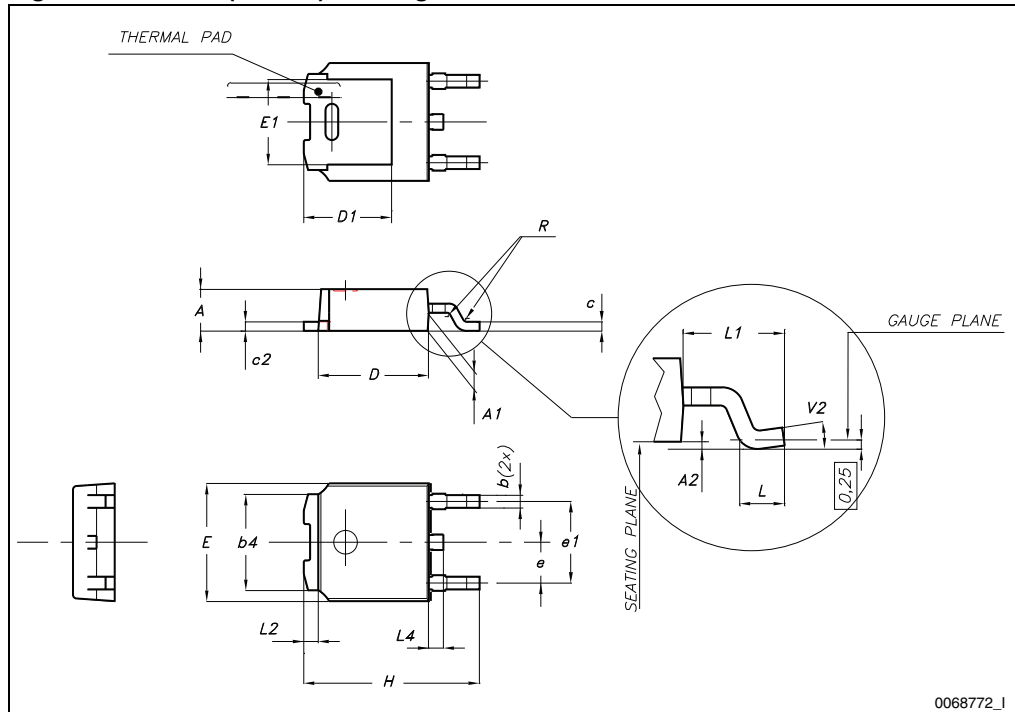 THERMAL PAD
E1
D1
R
A
c
c2
D
A1
L1
GAUGE PLANE
V2
A2
L
0,25
SEATING PLANE
b(2x)
E
b4
e1
e
L2
L4
H
0068772_I